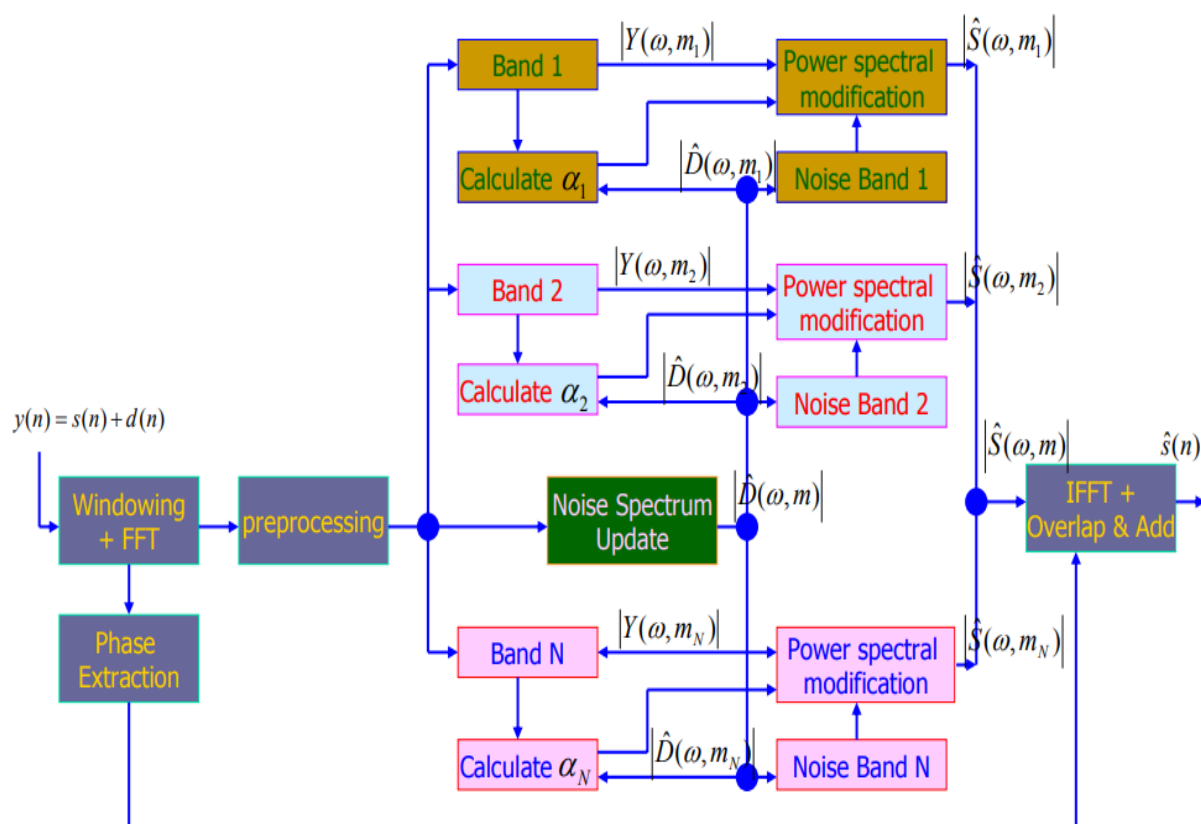 |Y(ω,m₁)|
|Ŝ(ω,m₁)|
Band 1
Power spectral
modification
Calculate α₁
|D̂(ω,m₁)|
Noise Band 1
|Y(ω,m₂)|
|Ŝ(ω,m₂)|
Band 2
Power spectral
modification
Calculate α₂
|D̂(ω,m₂)|
Noise Band 2
y(n) = s(n) + d(n)
Windowing
+ FFT
preprocessing
Noise Spectrum
Update
|D̂(ω,m)|
|Ŝ(ω,m)|
ŝ(n)
IFFT +
Overlap & Add
Phase
Extraction
|Y(ω,m_N)|
|Ŝ(ω,m_N)|
Band N
Power spectral
modification
Calculate α_N
|D̂(ω,m_N)|
Noise Band N